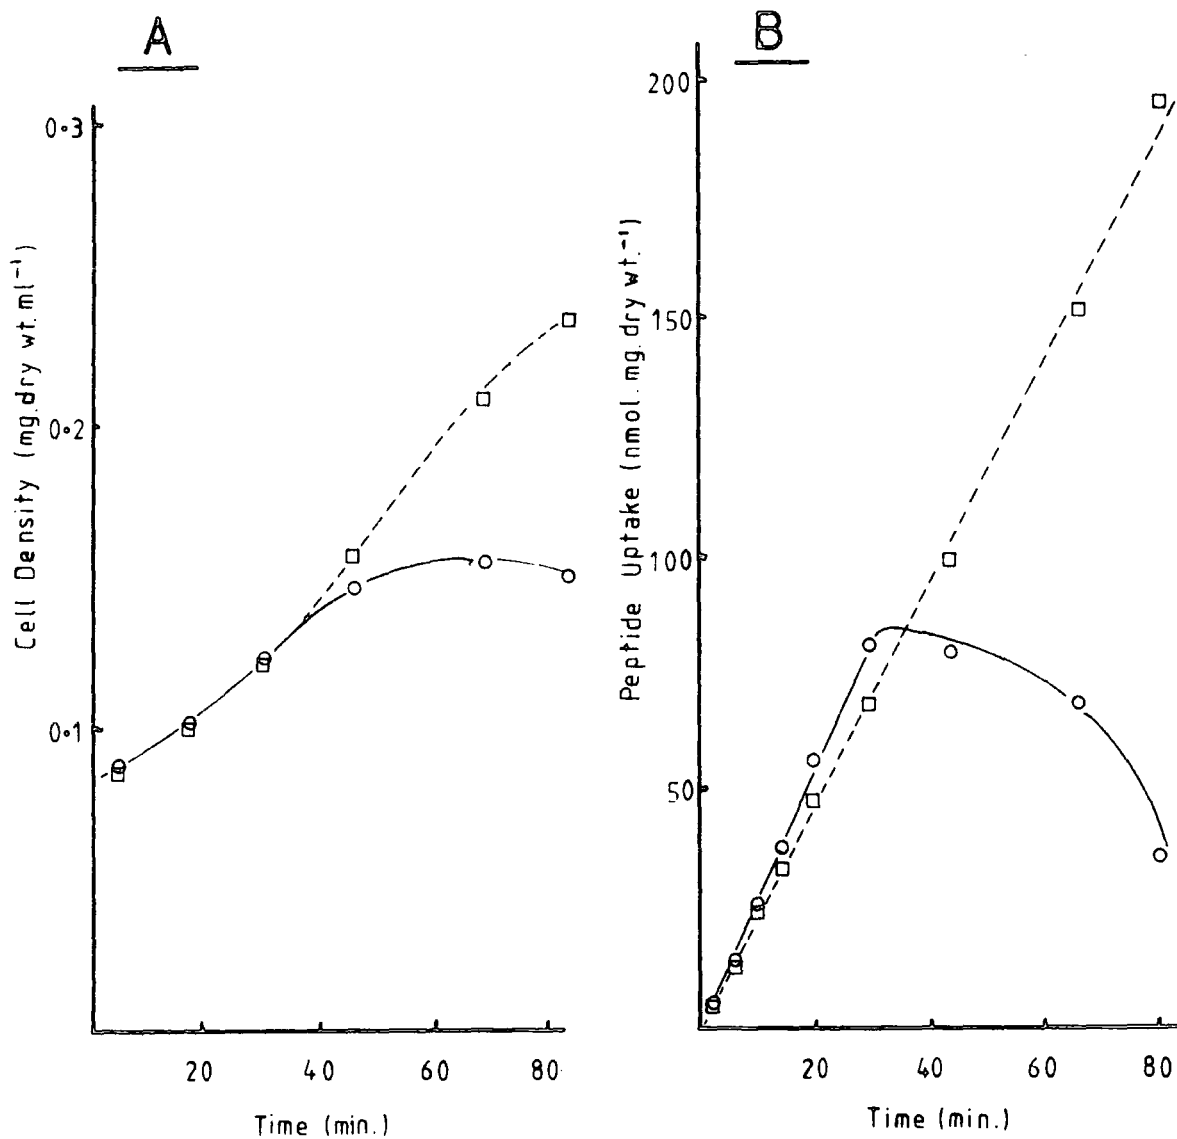 A
0.3
0.2
0.1
20 40 60 80
Cell Density (mg.dry wt.ml⁻¹)
Time (min.)
B
200
150
100
50
20 40 60 80
Peptide Uptake (nmol.mg.dry wt.⁻¹)
Time (min.)